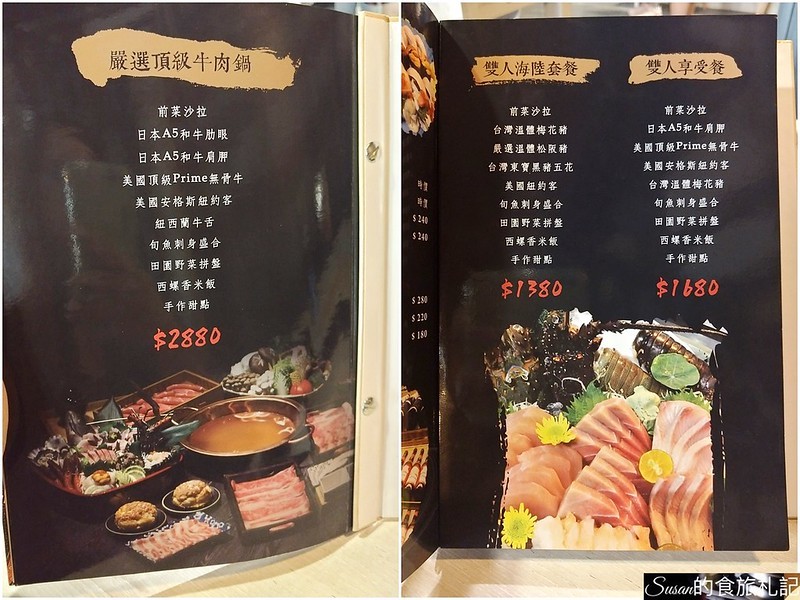 嚴選頂級牛肉鍋
前菜沙拉
日本A5和牛肋眼
日本A5和牛肩胛
美國頂級Prime無骨牛
美國安格斯紐約客
紐西蘭牛舌
旬魚刺身盛合
田園野菜拼盤
西螺香米飯
手作甜點
$2880
時價
時價
$ 240
$ 240
$ 280
$ 220
$ 180
雙人海陸套餐
前菜沙拉
台灣溫體梅花豬
嚴選溫體松阪豬
台灣東寶黑豬五花
美國紐約客
旬魚刺身盛合
田園野菜拼盤
西螺香米飯
手作甜點
$1380
雙人享受餐
前菜沙拉
日本A5和牛肩胛
美國頂級Prime無骨牛
美國安格斯紐約客
台灣溫體梅花豬
旬魚刺身盛合
田園野菜拼盤
西螺香米飯
手作甜點
$1680
Susan的食旅札記